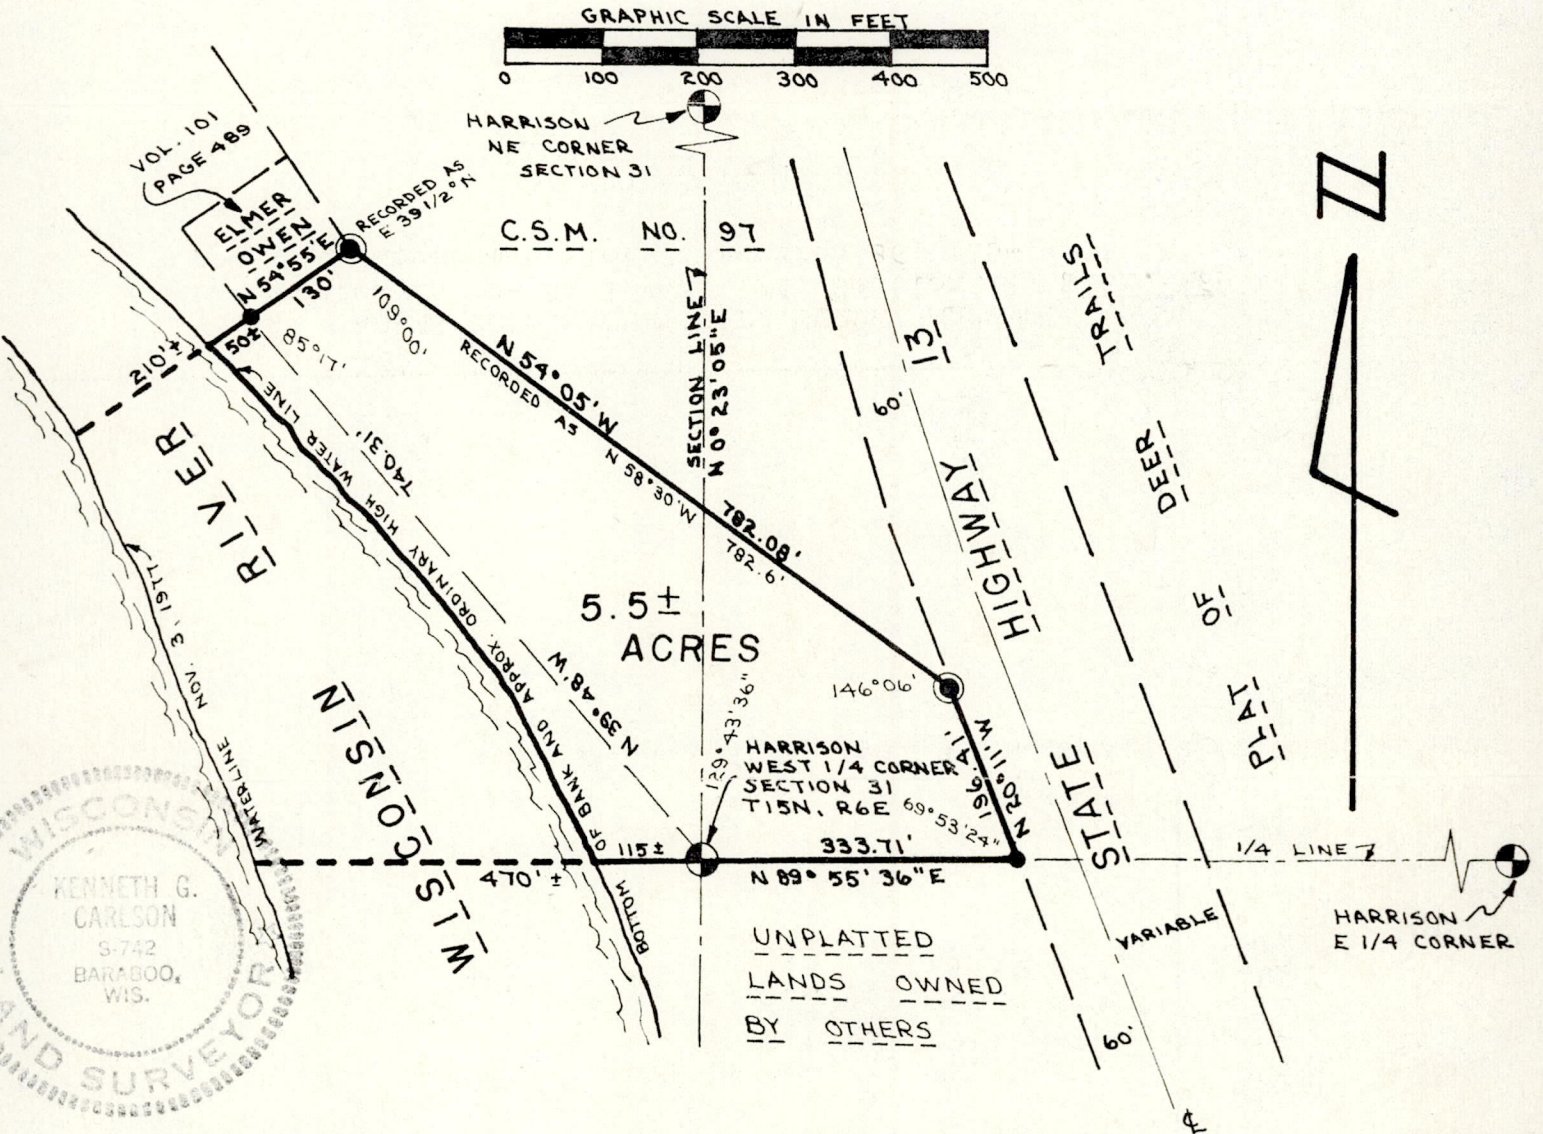 GRAPHIC SCALE IN FEET
0 100 200 300 400 500
HARRISON
NE CORNER
SECTION 31
VOL. 101
PAGE 489
ELMER
OWEN
N 54°55'E
130'
RECORDED AS
E 39 1/2° N
C.S.M. NO. 97
SECTION LINE
N 0°23'05"E
N
13
60'
STATE HIGHWAY
PLAT OF DEER TRAILS
109°00'
50±
85°17'
210'±
N 54°05'W
782.08'
RECORDED AS N 58°30'W
782.6'
WISCONSIN RIVER
WATERLINE NOV. 3, 1977
BOTTOM OF BANK AND APPROX. ORDINARY HIGH WATER LINE
740.31'
N 39°48'W
5.5±
ACRES
146°06'
129°43'36"
HARRISON
WEST 1/4 CORNER
SECTION 31
T15N, R6E
196.41'
N 20°11'W
69°53'24"
115±
333.71'
470'±
N 89° 55' 36"E
1/4 LINE
HARRISON
E 1/4 CORNER
VARIABLE
60'
UNPLATTED
LANDS OWNED
BY OTHERS
℄
WISCONSIN
KENNETH G.
CARLSON
S-742
BARABOO,
WIS.
LAND SURVEYOR